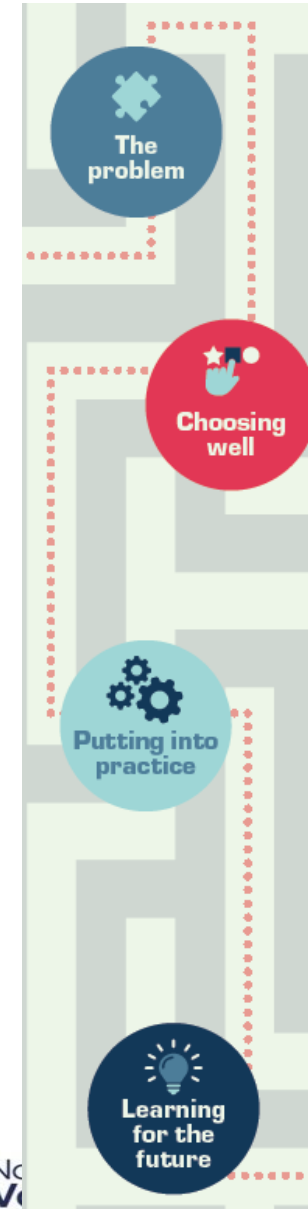 The
problem
Choosing
well
Putting into
practice
Learning
for the
future